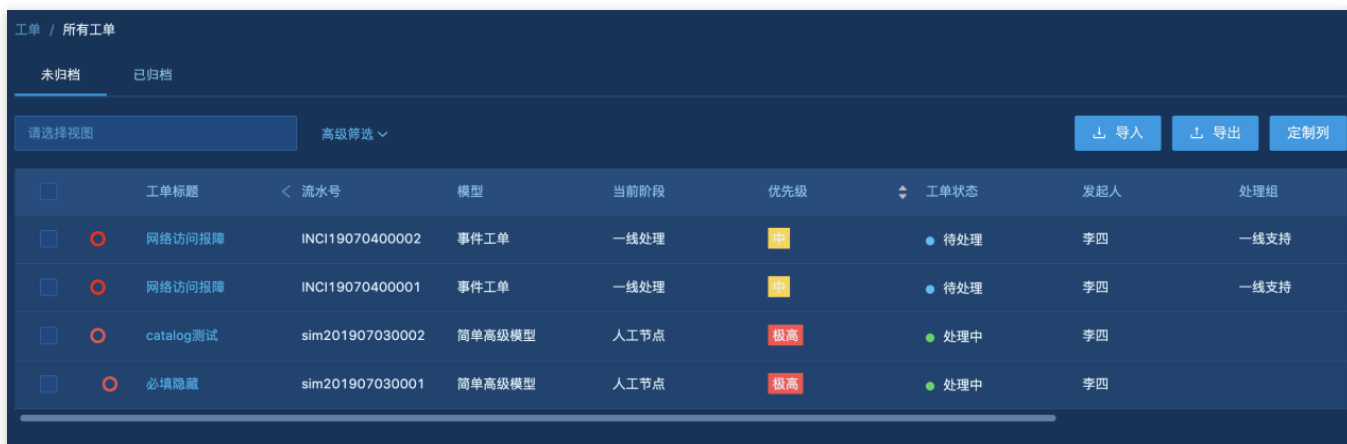 工单 / 所有工单
未归档 已归档
请选择视图 高级筛选 导入 导出 定制列
工单标题 流水号 模型 当前阶段 优先级 工单状态 发起人 处理组
网络访问报障 INCI19070400002 事件工单 一线处理 中 待处理 李四 一线支持
网络访问报障 INCI19070400001 事件工单 一线处理 中 待处理 李四 一线支持
catalog测试 sim201907030002 简单高级模型 人工节点 极高 处理中 李四
必填隐藏 sim201907030001 简单高级模型 人工节点 极高 处理中 李四